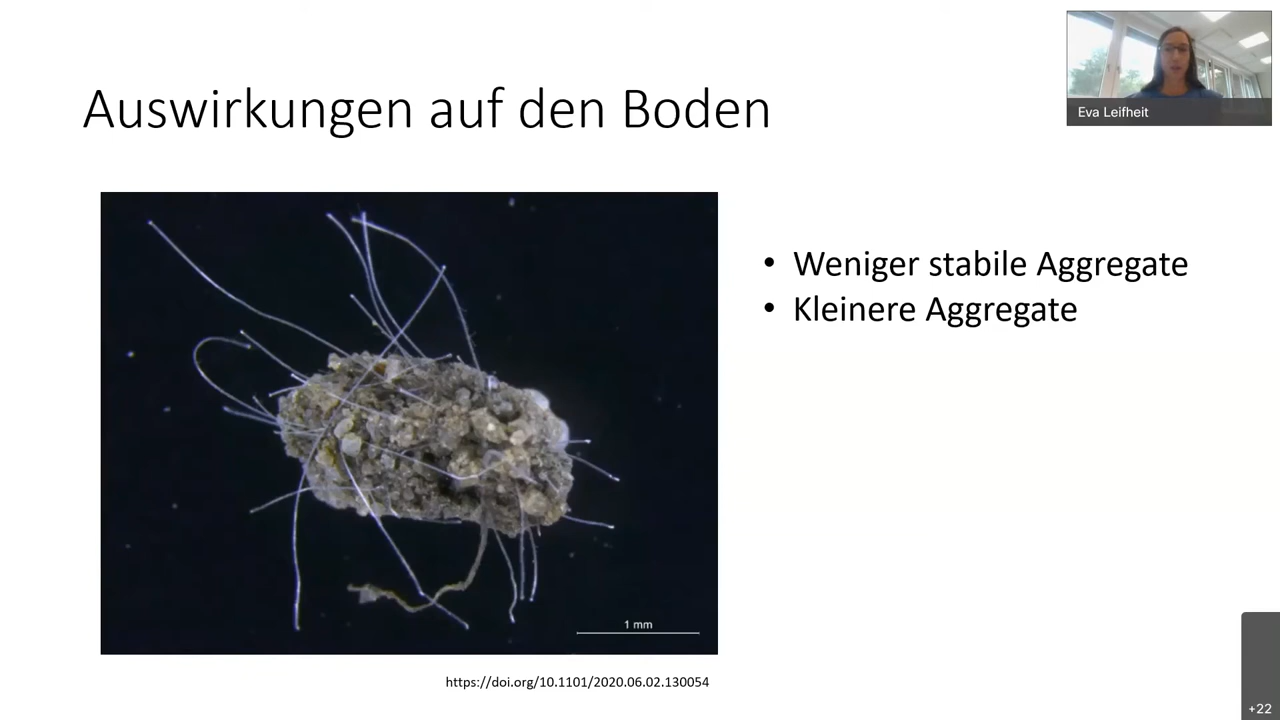 Eva Leifheit
Auswirkungen auf den Boden
• Weniger stabile Aggregate
• Kleinere Aggregate
1 mm
https://doi.org/10.1101/2020.06.02.130054
+22